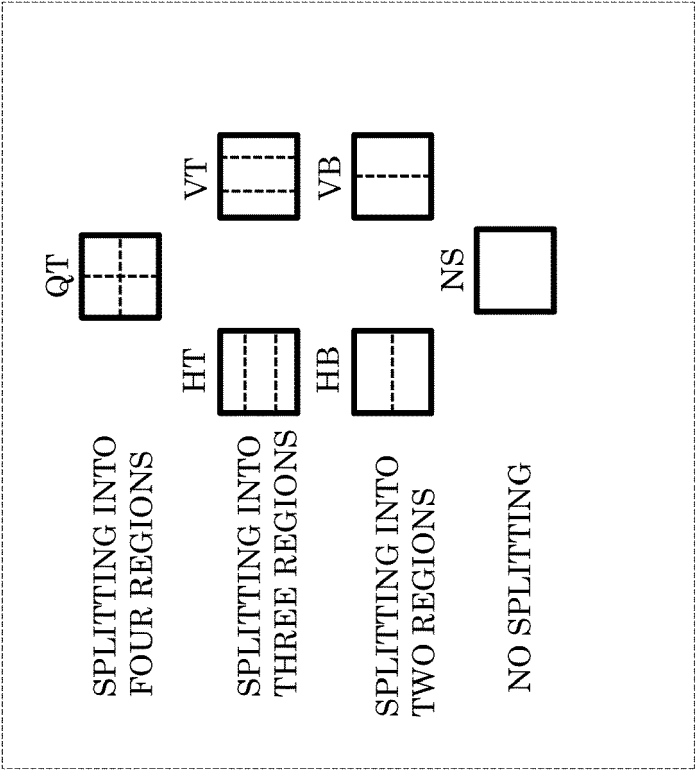 SPLITTING INTO
FOUR REGIONS
QT
SPLITTING INTO
THREE REGIONS
HT
VT
SPLITTING INTO
TWO REGIONS
HB
VB
NO SPLITTING
NS